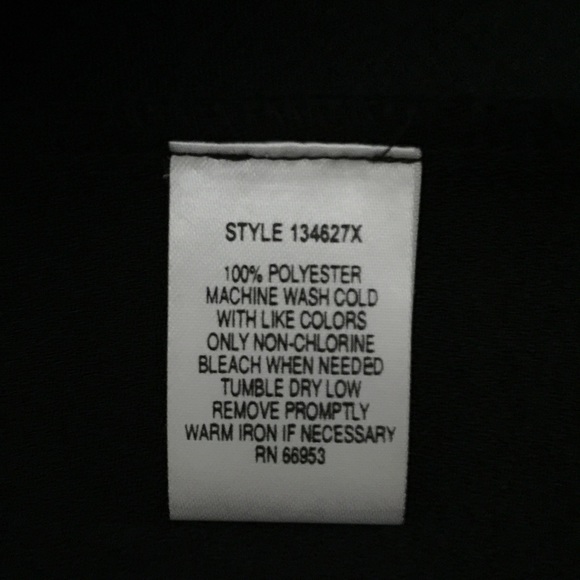 STYLE 134627X
100% POLYESTER
MACHINE WASH COLD
WITH LIKE COLORS
ONLY NON-CHLORINE
BLEACH WHEN NEEDED
TUMBLE DRY LOW
REMOVE PROMPTLY
WARM IRON IF NECESSARY
RN 66953